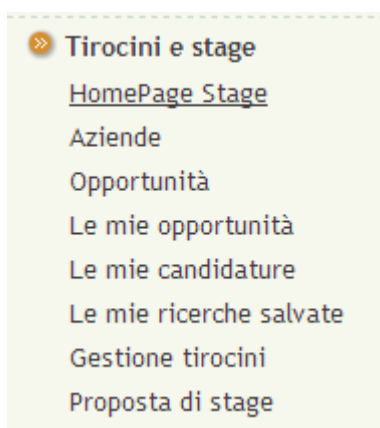 Tirocini e stage
HomePage Stage
Aziende
Opportunità
Le mie opportunità
Le mie candidature
Le mie ricerche salvate
Gestione tirocini
Proposta di stage